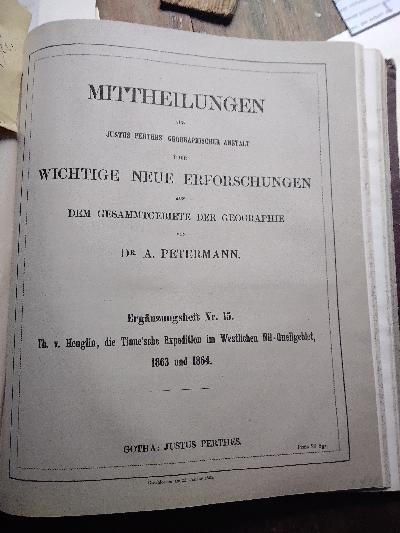 MITTHEILUNGEN
AUS
JUSTUS PERTHES' GEOGRAPHISCHER ANSTALT
ÜBER
WICHTIGE NEUE ERFORSCHUNGEN
AUF
DEM GESAMMTGEBIETE DER GEOGRAPHIE
VON
DR. A. PETERMANN.
Ergänzungsheft Nr. 15.
Th. v. Heuglin, die Tinne'sche Expedition im Westlichen Nil-Quellgebiet,
1863 und 1864.
GOTHA: JUSTUS PERTHES.